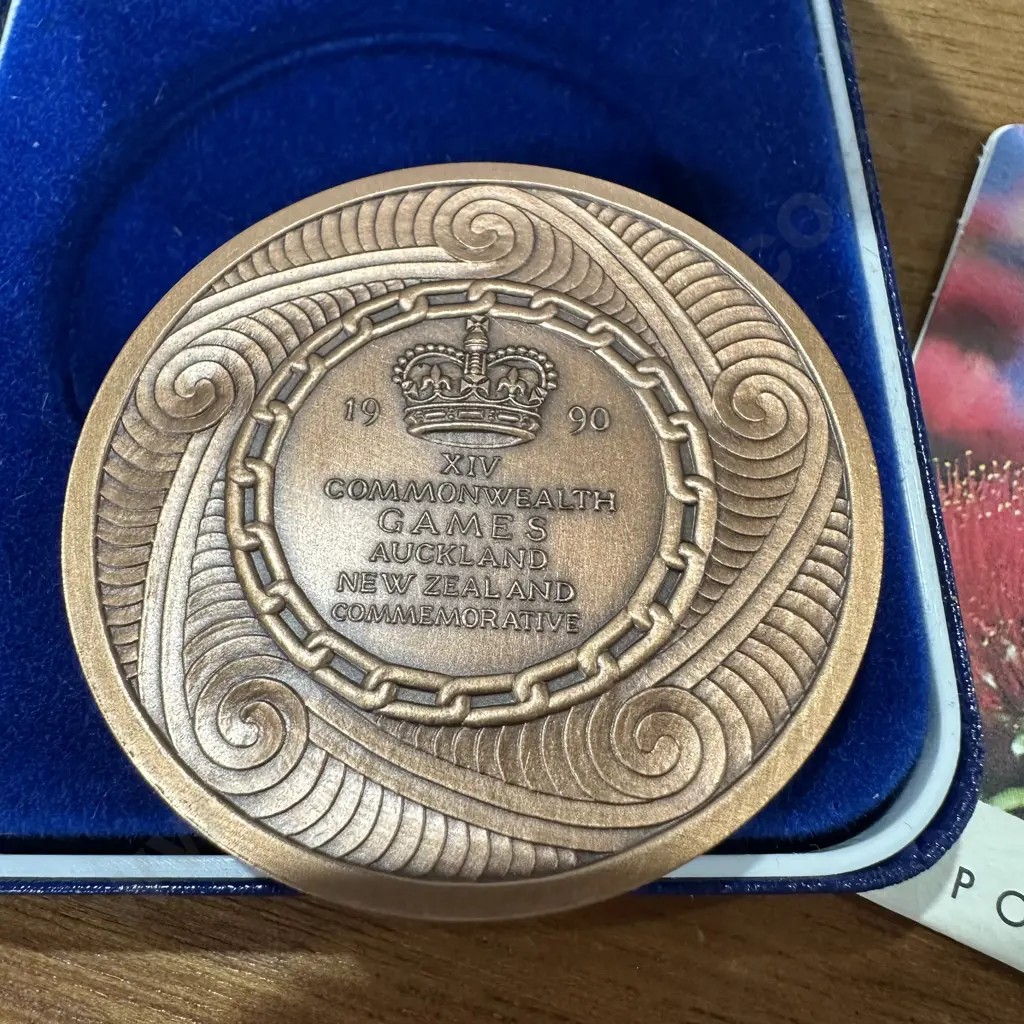 19 90
XIV
COMMONWEALTH
GAMES
AUCKLAND
NEW ZEALAND
COMMEMORATIVE
PO